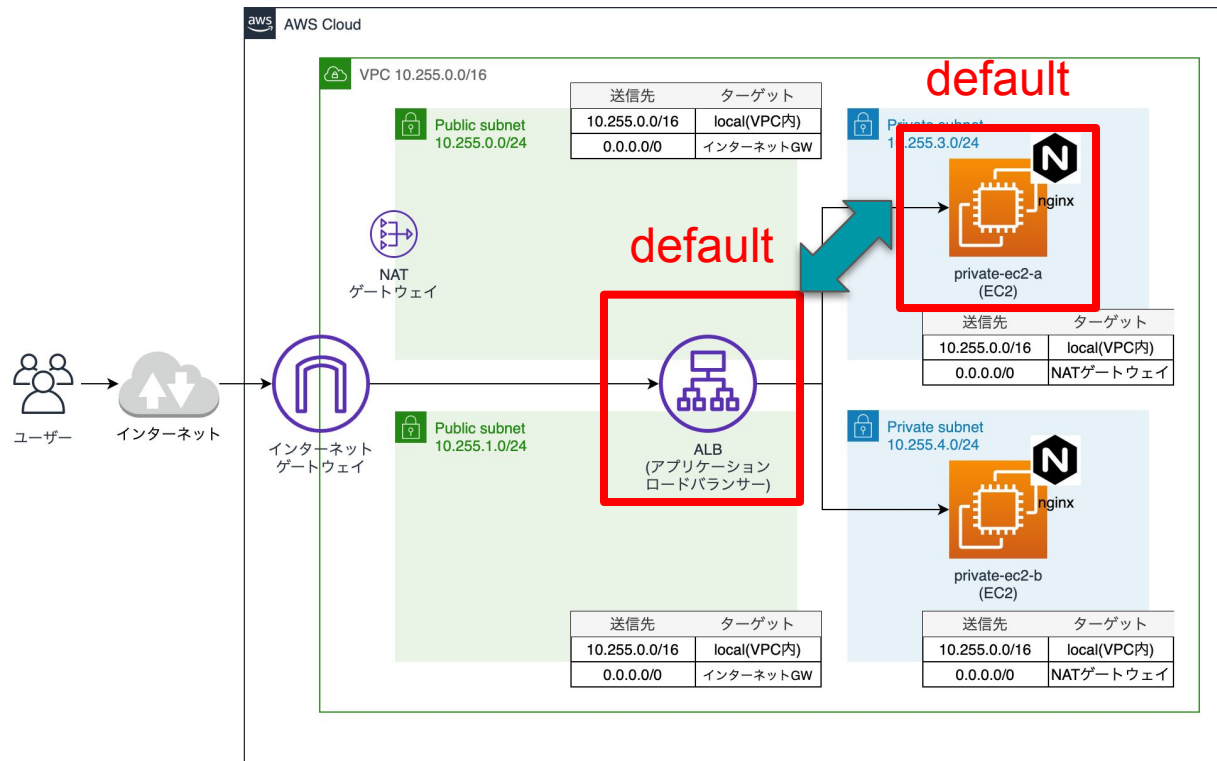 aws
AWS Cloud
VPC 10.255.0.0/16
default
送信先 ターゲット
10.255.0.0/16 local(VPC内)
0.0.0.0/0 インターネットGW
Public subnet
10.255.0.0/24
Private subnet
10.255.3.0/24
N
nginx
private-ec2-a
(EC2)
default
NAT
ゲートウェイ
送信先 ターゲット
10.255.0.0/16 local(VPC内)
0.0.0.0/0 NATゲートウェイ
ユーザー
インターネット
インターネット
ゲートウェイ
Public subnet
10.255.1.0/24
ALB
(アプリケーション
ロードバランサー)
Private subnet
10.255.4.0/24
N
nginx
private-ec2-b
(EC2)
送信先 ターゲット
10.255.0.0/16 local(VPC内)
0.0.0.0/0 インターネットGW
送信先 ターゲット
10.255.0.0/16 local(VPC内)
0.0.0.0/0 NATゲートウェイ